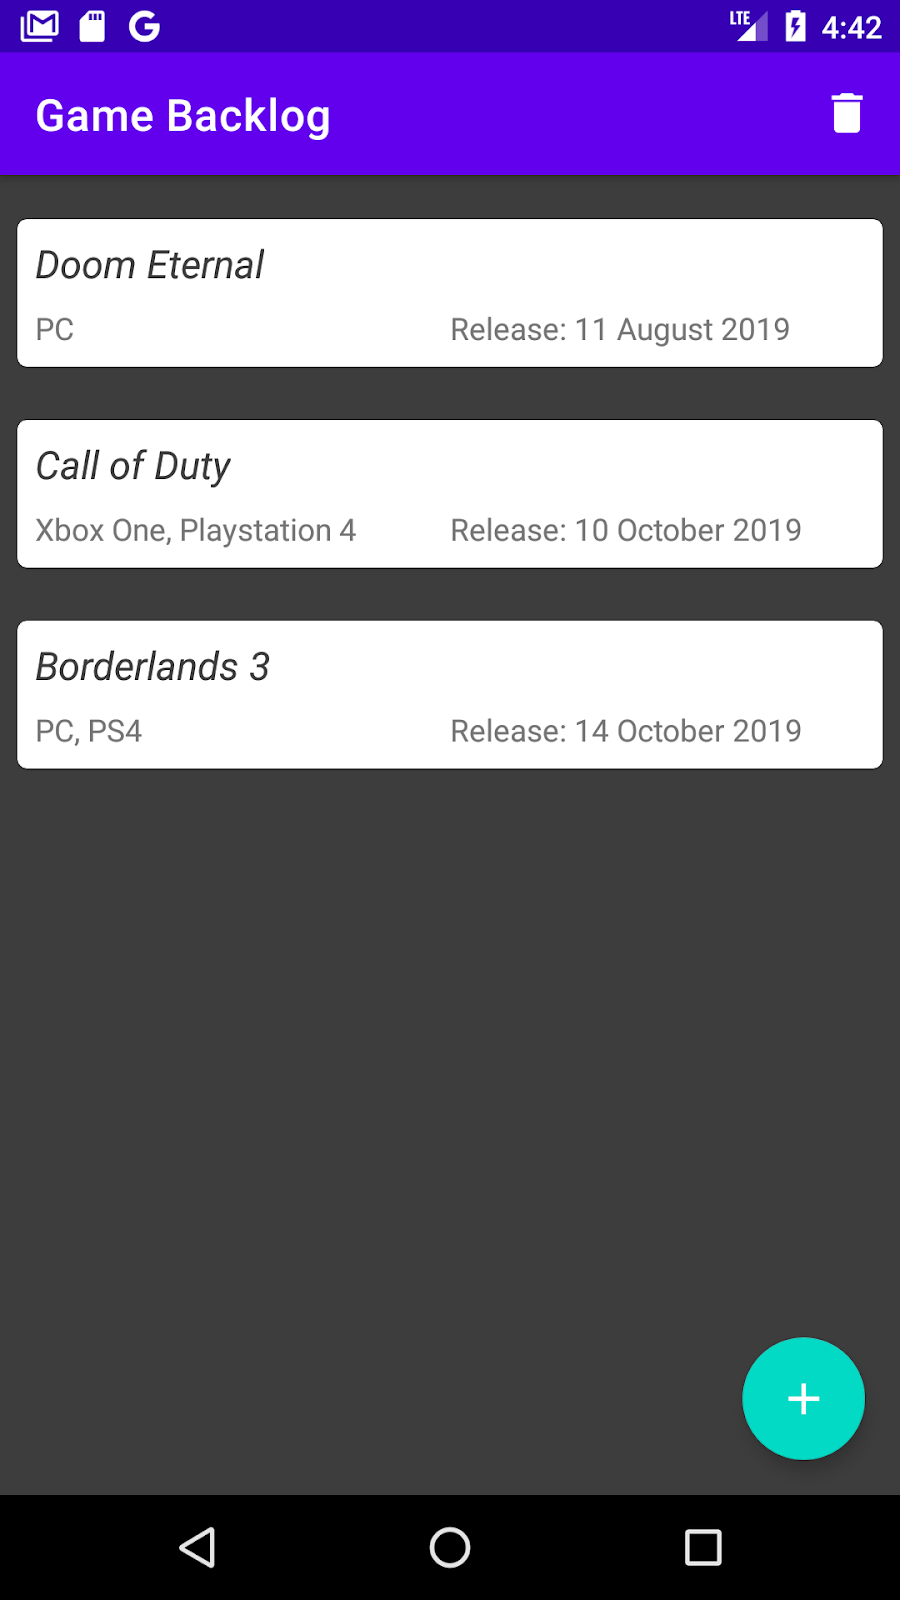 LTE 4:42
Game Backlog
Doom Eternal
PC Release: 11 August 2019
Call of Duty
Xbox One, Playstation 4 Release: 10 October 2019
Borderlands 3
PC, PS4 Release: 14 October 2019